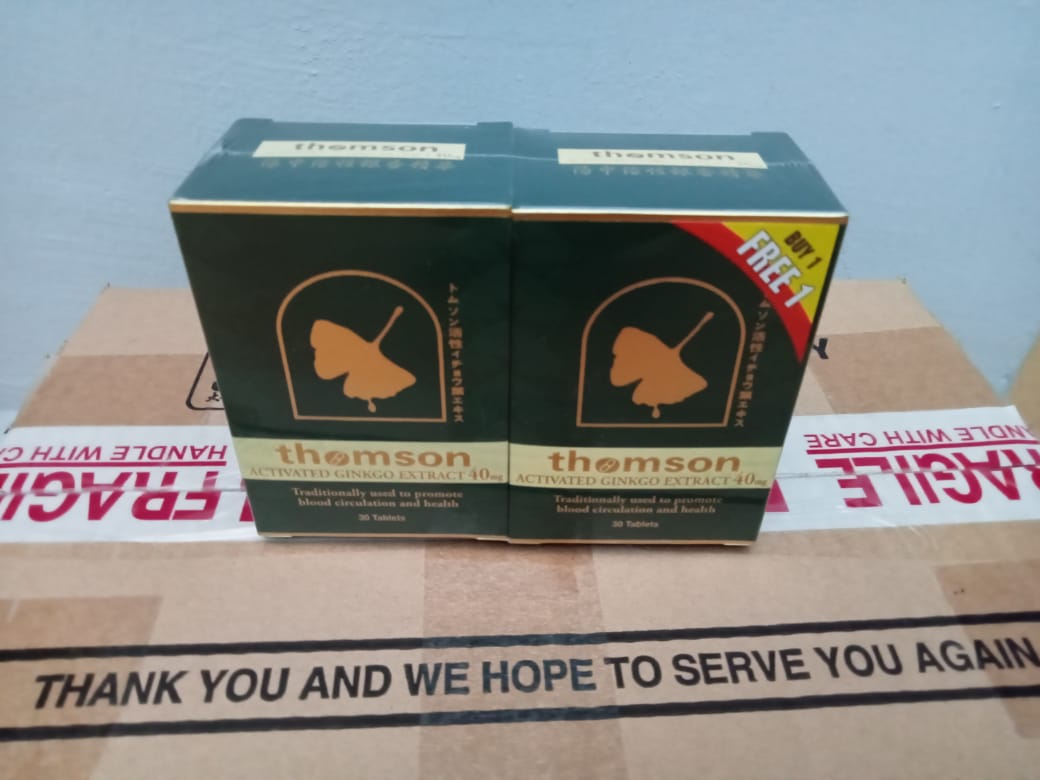 thomson
40mg
thomson
BUY 1
FREE 1
トムソン活性イチョウ葉エキス
トムソン活性イチョウ葉エキス
thomson
ACTIVATED GINKGO EXTRACT 40mg
Traditionally used to promote
blood circulation and health
30 Tablets
thomson
ACTIVATED GINKGO EXTRACT 40mg
Traditionally used to promote
blood circulation and health
30 Tablets
HANDLE WITH CARE
FRAGILE
HANDLE WITH CARE
FRAGILE
FRAGILE
THANK YOU AND WE HOPE TO SERVE YOU AGAIN